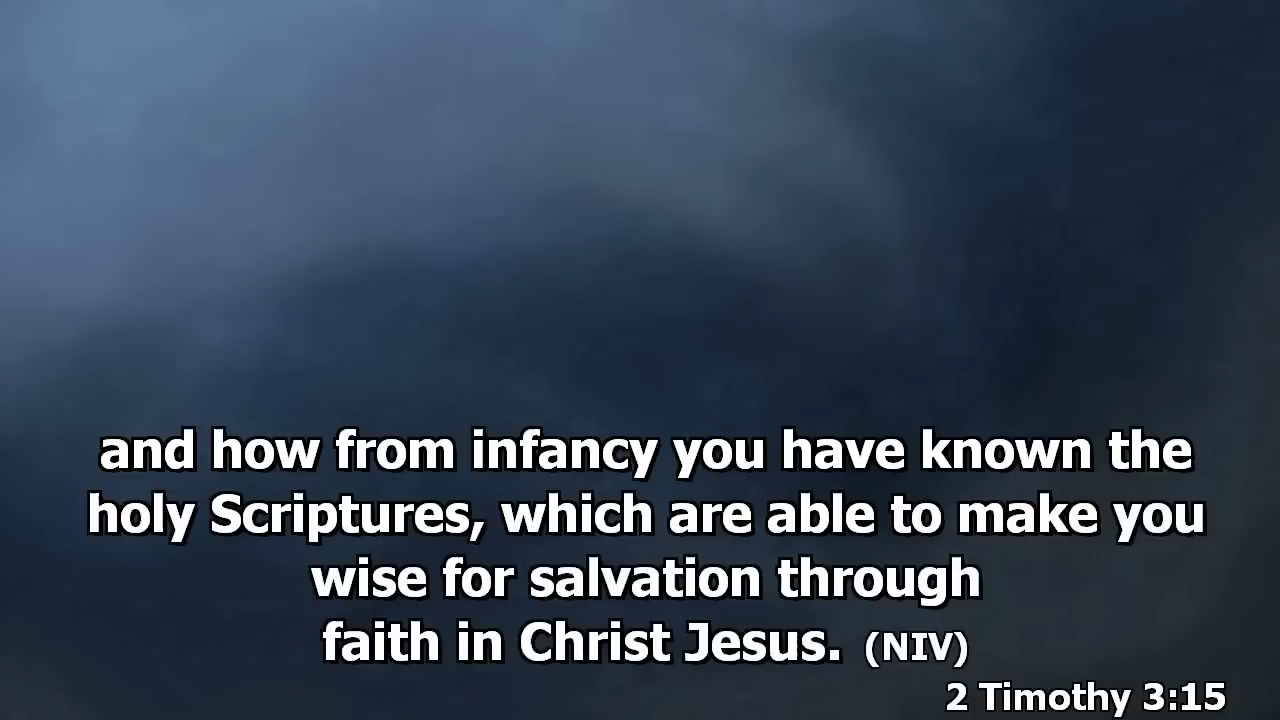 and how from infancy you have known the
holy Scriptures, which are able to make you
wise for salvation through
faith in Christ Jesus. (NIV)
2 Timothy 3:15